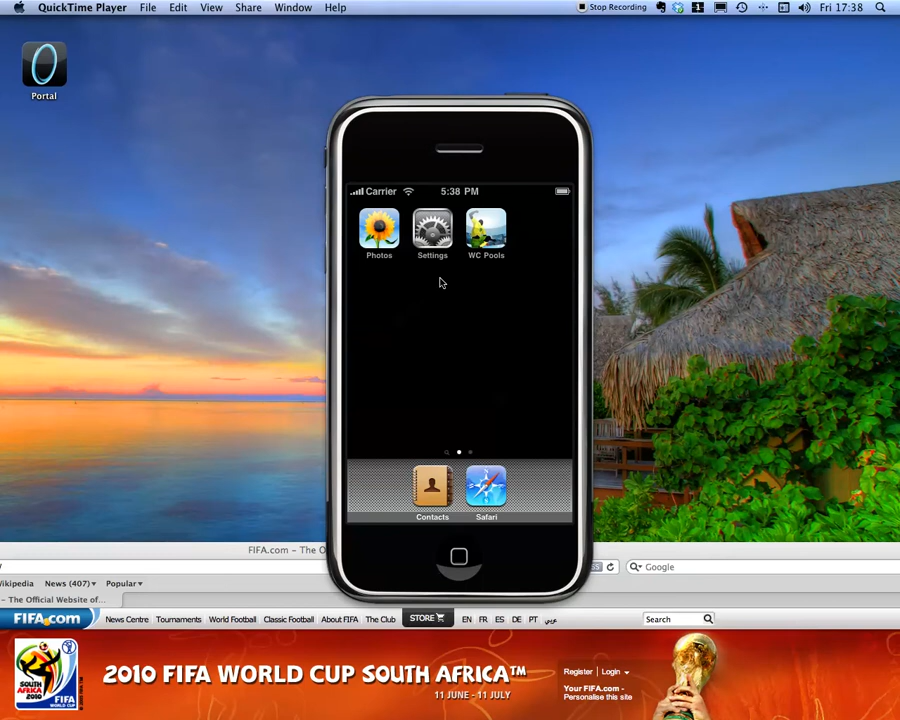 QuickTime Player File Edit View Share Window Help Stop Recording 1 Fri 17:38
Portal
Carrier 5:38 PM
Photos Settings WC Pools
Contacts Safari
FIFA.com – The O
Google
ikipedia News (407) Popular
– The Official Website of...
FIFA.com News Centre Tournaments World Football Classic Football About FIFA The Club STORE EN FR ES DE PT عربي Search
2010 FIFA WORLD CUP SOUTH AFRICA™
11 JUNE - 11 JULY
Register Login
Your FIFA.com -
Personalise this site
SOUTH AFRICA 2010
FIFA WORLD CUP